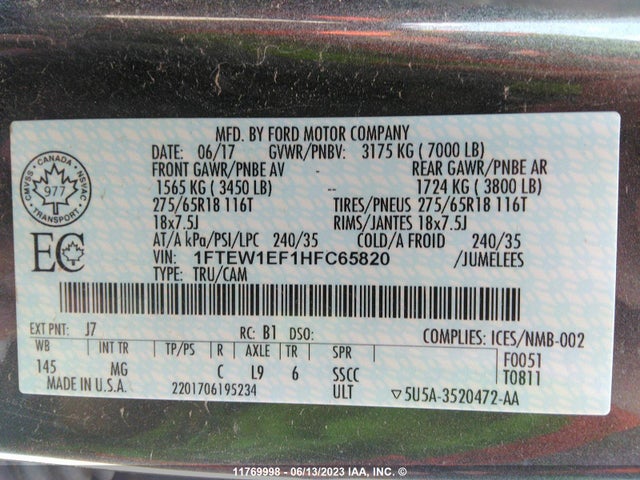 MFD. BY FORD MOTOR COMPANY
DATE: 06/17 GVWR/PNBV: 3175 KG ( 7000 LB)
FRONT GAWR/PNBE AV - REAR GAWR/PNBE AR
1565 KG ( 3450 LB) -- 1724 KG ( 3800 LB)
275/65R18 116T TIRES/PNEUS 275/65R18 116T
18x7.5J RIMS/JANTES 18x7.5J
AT/A kPa/PSI/LPC 240/35 COLD/A FROID 240/35
VIN: 1FTEW1EF1HFC65820 /JUMELEES
TYPE: TRU/CAM
CANADA
CMVSS NSVAC
977
TRANSPORT
EC
EXT PNT: J7 RC: B1 DSO: COMPLIES: ICES/NMB-002
WB INT TR TP/PS R AXLE TR SPR F0051
145 MG C L9 6 SSCC T0811
MADE IN U.S.A. 2201706195234 ULT ▽5U5A-3520472-AA
11769998 - 06/13/2023 IAA, INC. ©